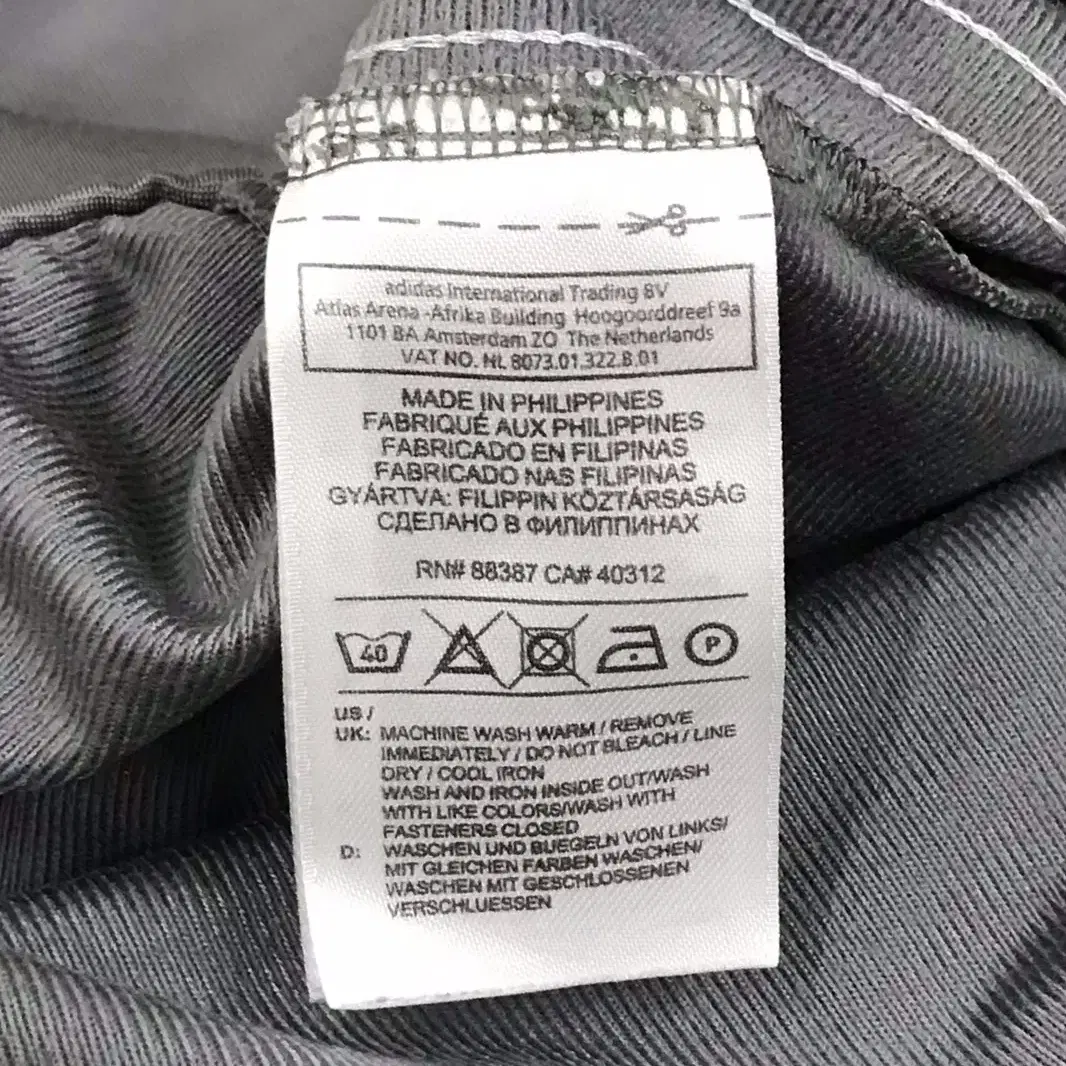 adidas International Trading BV
Atlas Arena -Afrika Building Hoogoorddreef 9a
1101 BA Amsterdam ZO The Netherlands
VAT NO. NL 8073.01.322.B.01
MADE IN PHILIPPINES
FABRIQUÉ AUX PHILIPPINES
FABRICADO EN FILIPINAS
FABRICADO NAS FILIPINAS
GYÁRTVA: FILIPPIN KÖZTÁRSASÁG
СДЕЛАНО В ФИЛИППИНАХ
RN# 88387 CA# 40312
40 P
US /
UK: MACHINE WASH WARM / REMOVE
IMMEDIATELY / DO NOT BLEACH / LINE
DRY / COOL IRON
WASH AND IRON INSIDE OUT/WASH
WITH LIKE COLORS/WASH WITH
FASTENERS CLOSED
D: WASCHEN UND BUEGELN VON LINKS/
MIT GLEICHEN FARBEN WASCHEN/
WASCHEN MIT GESCHLOSSENEN
VERSCHLUESSEN